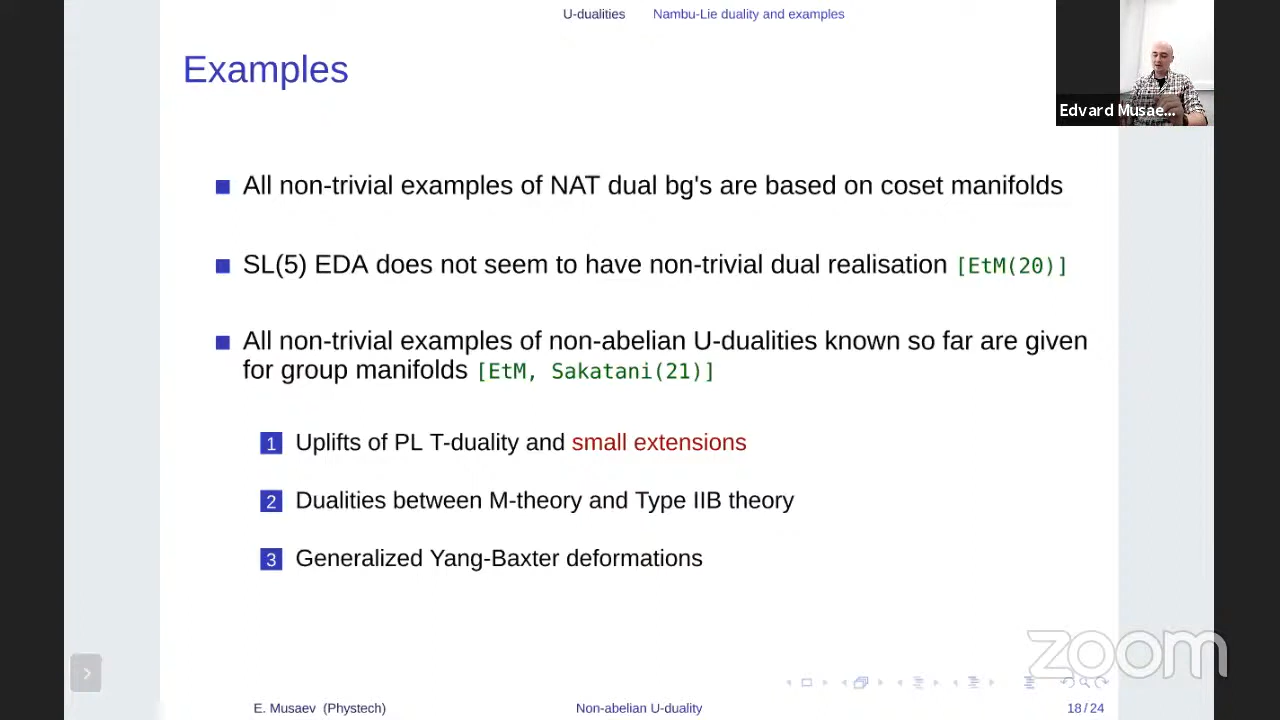 U-dualities Nambu-Lie duality and examples
Examples
Edvard Musae...
All non-trivial examples of NAT dual bg's are based on coset manifolds
SL(5) EDA does not seem to have non-trivial dual realisation [EtM(20)]
All non-trivial examples of non-abelian U-dualities known so far are given
for group manifolds [EtM, Sakatani(21)]
1 Uplifts of PL T-duality and small extensions
2 Dualities between M-theory and Type IIB theory
3 Generalized Yang-Baxter deformations
zoom
E. Musaev (Phystech) Non-abelian U-duality 18/24